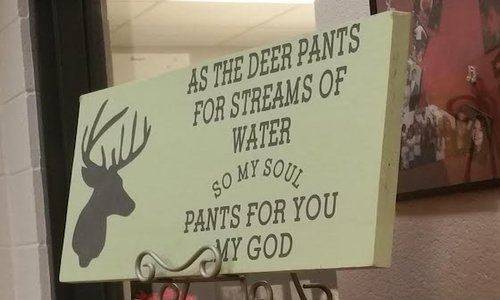 AS THE DEER PANTS
FOR STREAMS OF
WATER
SO MY SOUL
PANTS FOR YOU
MY GOD